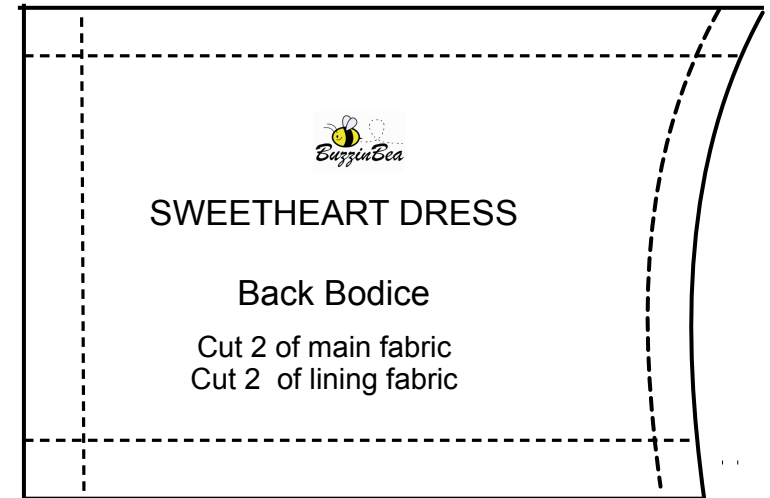 BuzzinBea
SWEETHEART DRESS
Back Bodice
Cut 2 of main fabric
Cut 2 of lining fabric